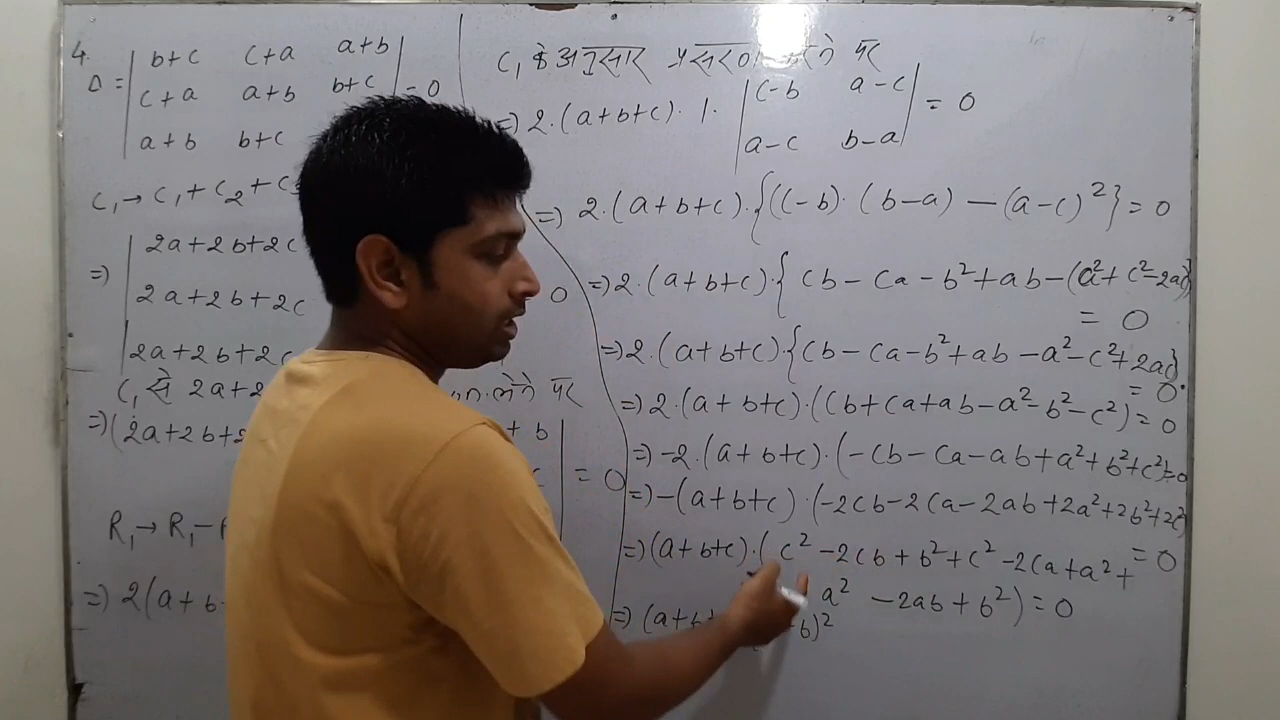 4.
Δ = | b+c c+a a+b |
| c+a a+b b+c | = 0
| a+b b+c
C₁→ C₁ + C₂ + C
=> | 2a+2b+2c
| 2a+2b+2c 0
| 2a+2b+2c
C₁ से 2a+2 लेने पर
=> (2a+2b+2 + b |
= 0
R₁→ R₁ –
=> 2(a+b
C₁ के अनुसार पर
=> 2·(a+b+c)· 1· | c-b a-c | = 0
| a-c b-a |
=> 2·(a+b+c)·{(c-b)·(b-a) – (a-c)²} = 0
=> 2·(a+b+c)·{ cb – ca – b² + ab – (a² + c² – 2ac)}
= 0
=> 2·(a+b+c)·{cb – ca – b² + ab – a² – c² + 2ac}
= 0
=> 2·(a+b+c)·(cb + ca + ab – a² – b² – c²) = 0
=> -2·(a+b+c)·(-cb – ca – ab + a² + b² + c²) = 0
=> -(a+b+c)·(-2cb – 2ca – 2ab + 2a² + 2b² + 2c²)
= 0
=> (a+b+c)·( c² – 2cb + b² + c² – 2ca + a² +
a² – 2ab + b²) = 0
=> (a+b -b)²